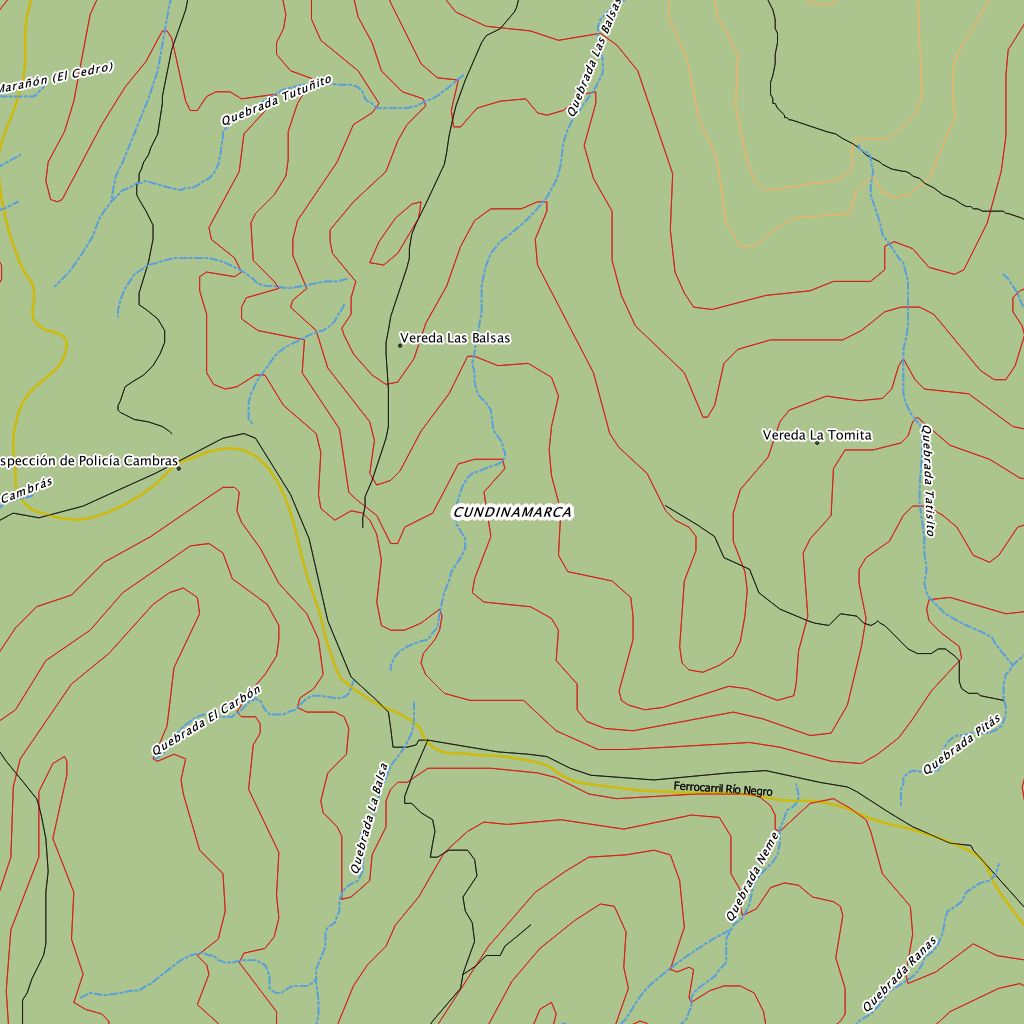 Quebrada Las Balsas
Marañón (El Cedro)
Quebrada Tutuñito
Vereda Las Balsas
Vereda La Tomita
spección de Policía Cambras
Cambrás
CUNDINAMARCA
Quebrada Tatisito
Quebrada El Carbón
Quebrada Pitás
Quebrada La Balsa
Ferrocarril Río Negro
Quebrada Neme
Quebrada Ranas